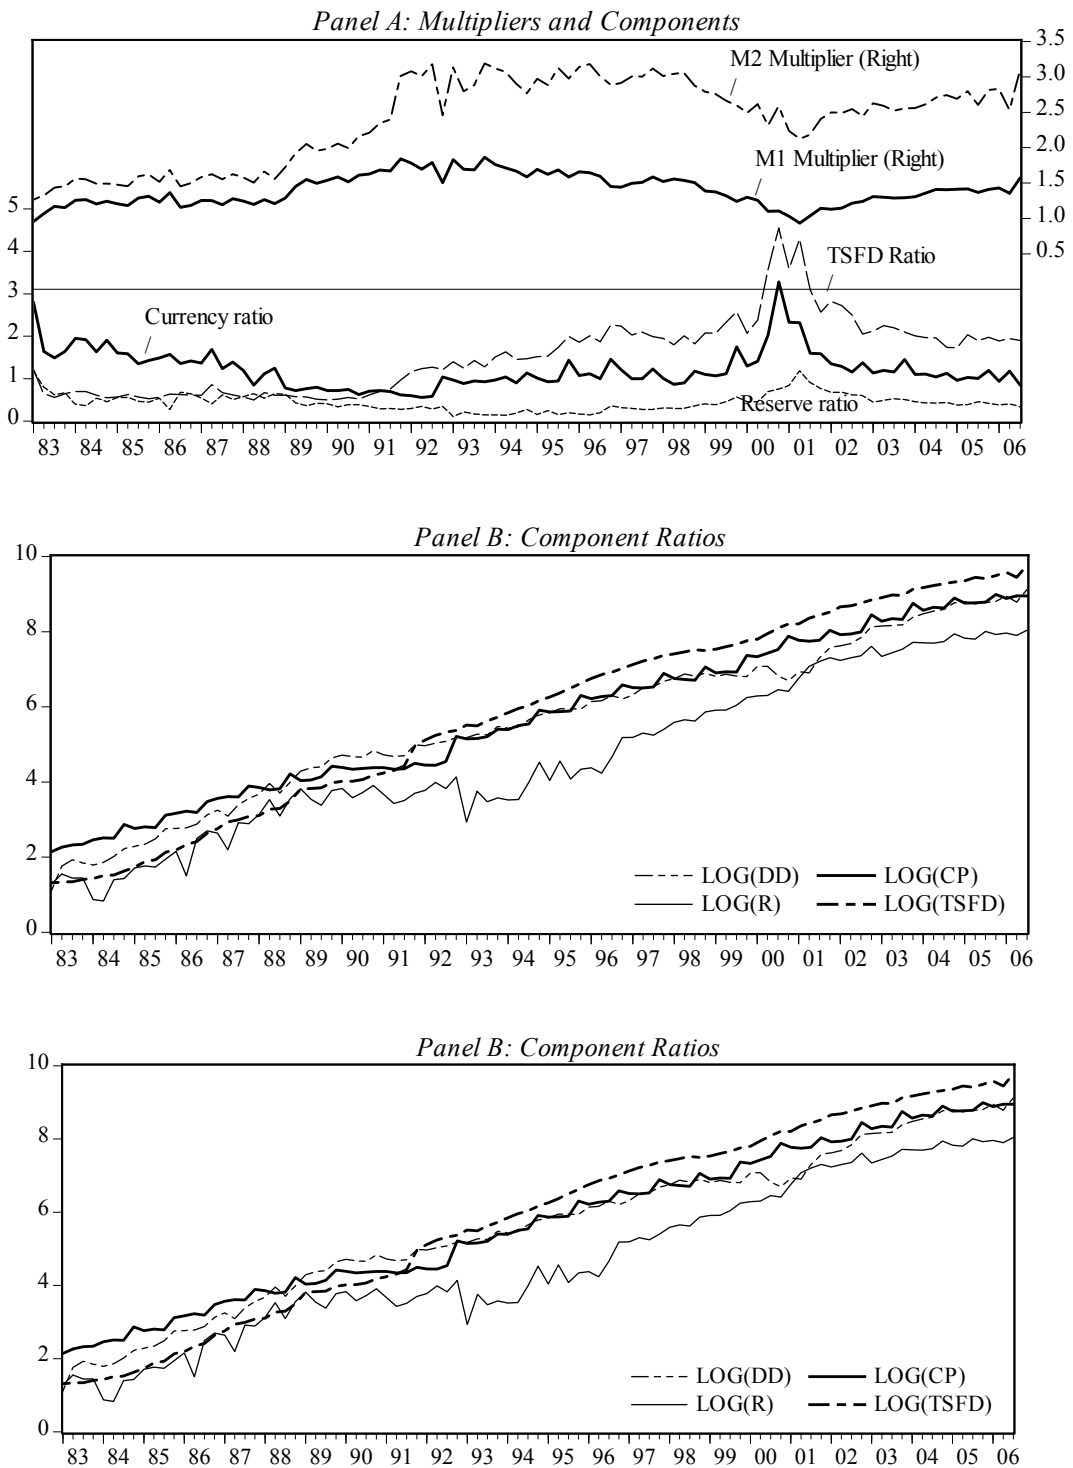 Panel A: Multipliers and Components
3.5
M2 Multiplier (Right)
3.0
2.5
2.0
M1 Multiplier (Right)
1.5
5
1.0
4
TSFD Ratio
0.5
3
Currency ratio
2
1
Reserve ratio
0
83 84 85 86 87 88 89 90 91 92 93 94 95 96 97 98 99 00 01 02 03 04 05 06
Panel B: Component Ratios
10
8
6
4
2
LOG(DD) LOG(CP)
LOG(R) LOG(TSFD)
0
83 84 85 86 87 88 89 90 91 92 93 94 95 96 97 98 99 00 01 02 03 04 05 06
Panel B: Component Ratios
10
8
6
4
2
LOG(DD) LOG(CP)
LOG(R) LOG(TSFD)
0
83 84 85 86 87 88 89 90 91 92 93 94 95 96 97 98 99 00 01 02 03 04 05 06